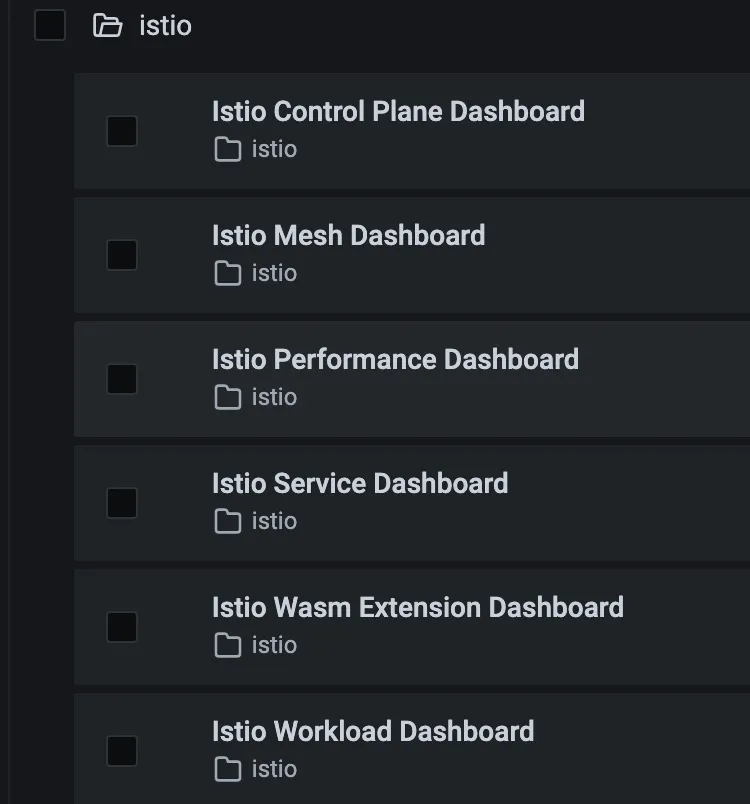 istio
Istio Control Plane Dashboard
istio
Istio Mesh Dashboard
istio
Istio Performance Dashboard
istio
Istio Service Dashboard
istio
Istio Wasm Extension Dashboard
istio
Istio Workload Dashboard
istio